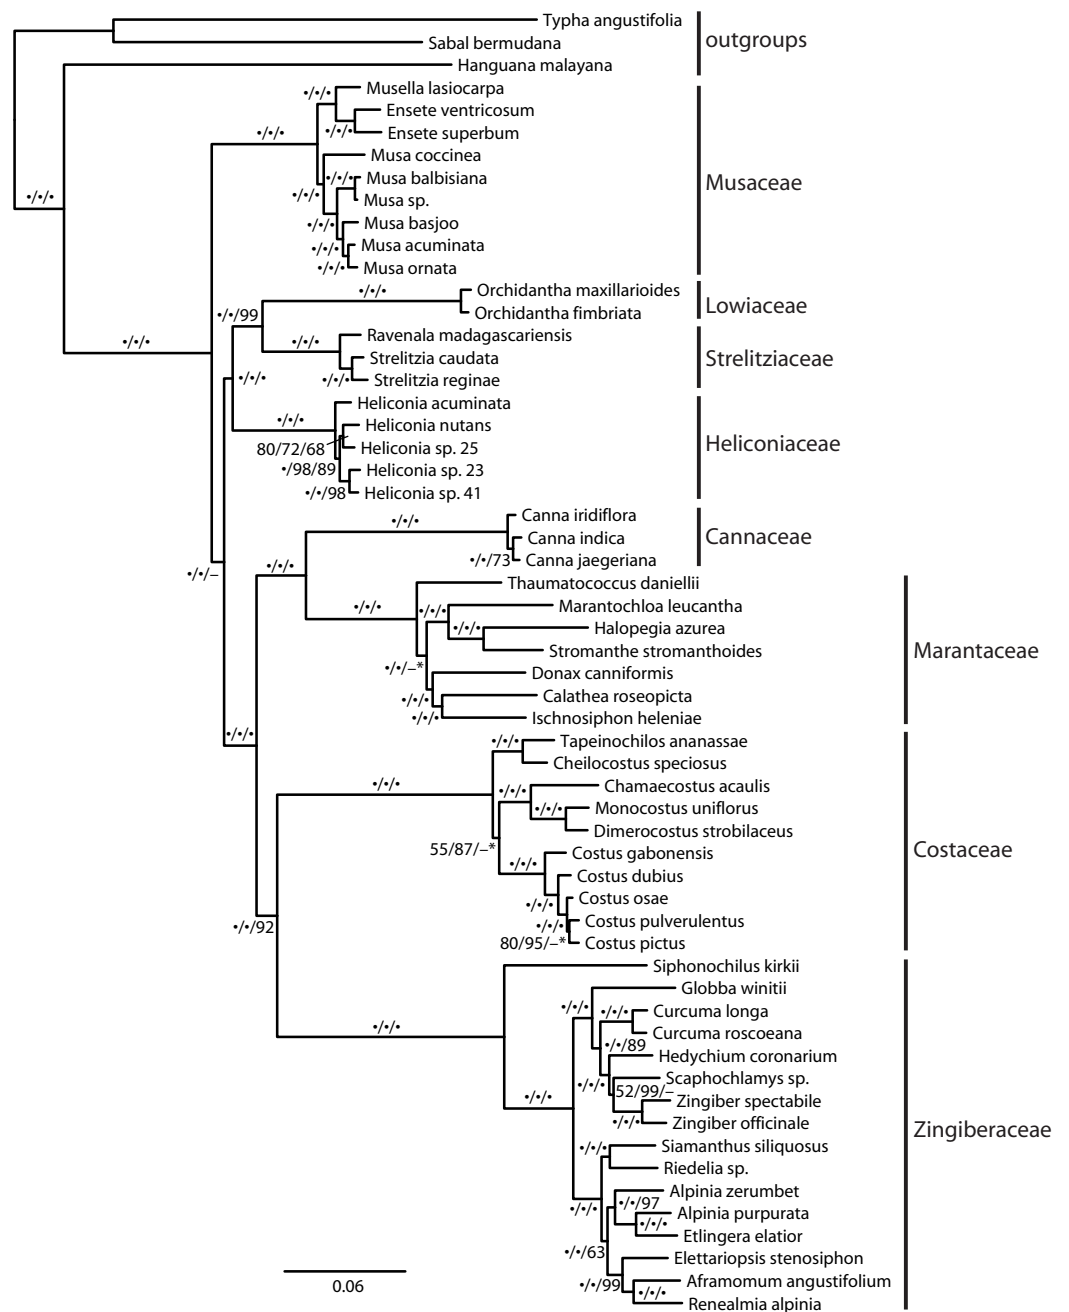 Typha angustifolia
Sabal bermudana
outgroups
Hanguana malayana
Musella lasiocarpa
•/•/•
Ensete ventricosum
•/•/•
•/•/•
Ensete superbum
Musa coccinea
•/•/•
Musa balbisiana
Musaceae
•/•/•
•/•/•
Musa sp.
•/•/•
Musa basjoo
•/•/•
Musa acuminata
•/•/•
Musa ornata
•/•/•
Orchidantha maxillarioides
Lowiaceae
•/•/99
Orchidantha fimbriata
Ravenala madagascariensis
•/•/•
•/•/•
Strelitzia caudata
Strelitziaceae
•/•/•
•/•/•
Strelitzia reginae
Heliconia acuminata
•/•/•
Heliconia nutans
80/72/68
Heliconia sp. 25
Heliconiaceae
•/98/89
Heliconia sp. 23
•/•/98
Heliconia sp. 41
•/•/•
Canna iridiflora
Canna indica
Cannaceae
•/•/73
Canna jaegeriana
•/•/–
•/•/•
Thaumatococcus daniellii
•/•/•
•/•/•
Marantochloa leucantha
•/•/•
Halopegia azurea
Stromanthe stromanthoides
Marantaceae
•/•/–*
Donax canniformis
•/•/•
Calathea roseopicta
•/•/•
Ischnosiphon heleniae
•/•/•
•/•/•
Tapeinochilos ananassae
Cheilocostus speciosus
•/•/•
•/•/•
Chamaecostus acaulis
•/•/•
Monocostus uniflorus
Dimerocostus strobilaceus
55/87/–*
Costus gabonensis
Costaceae
•/•/•
Costus dubius
•/•/•
Costus osae
•/•/•
Costus pulverulentus
•/•/92
80/95/–*
Costus pictus
Siphonochilus kirkii
Globba winitii
•/•/•
•/•/•
Curcuma longa
•/•/•
Curcuma roscoeana
•/•/89
Hedychium coronarium
•/•/•
Scaphochlamys sp.
52/99/–
•/•/•
Zingiber spectabile
•/•/•
Zingiber officinale
Zingiberaceae
•/•/•
Siamanthus siliquosus
Riedelia sp.
Alpinia zerumbet
•/•/•
•/•/97
Alpinia purpurata
•/•/•
Etlingera elatior
•/•/63
Elettariopsis stenosiphon
•/•/99
Aframomum angustifolium
•/•/•
Renealmia alpinia
0.06